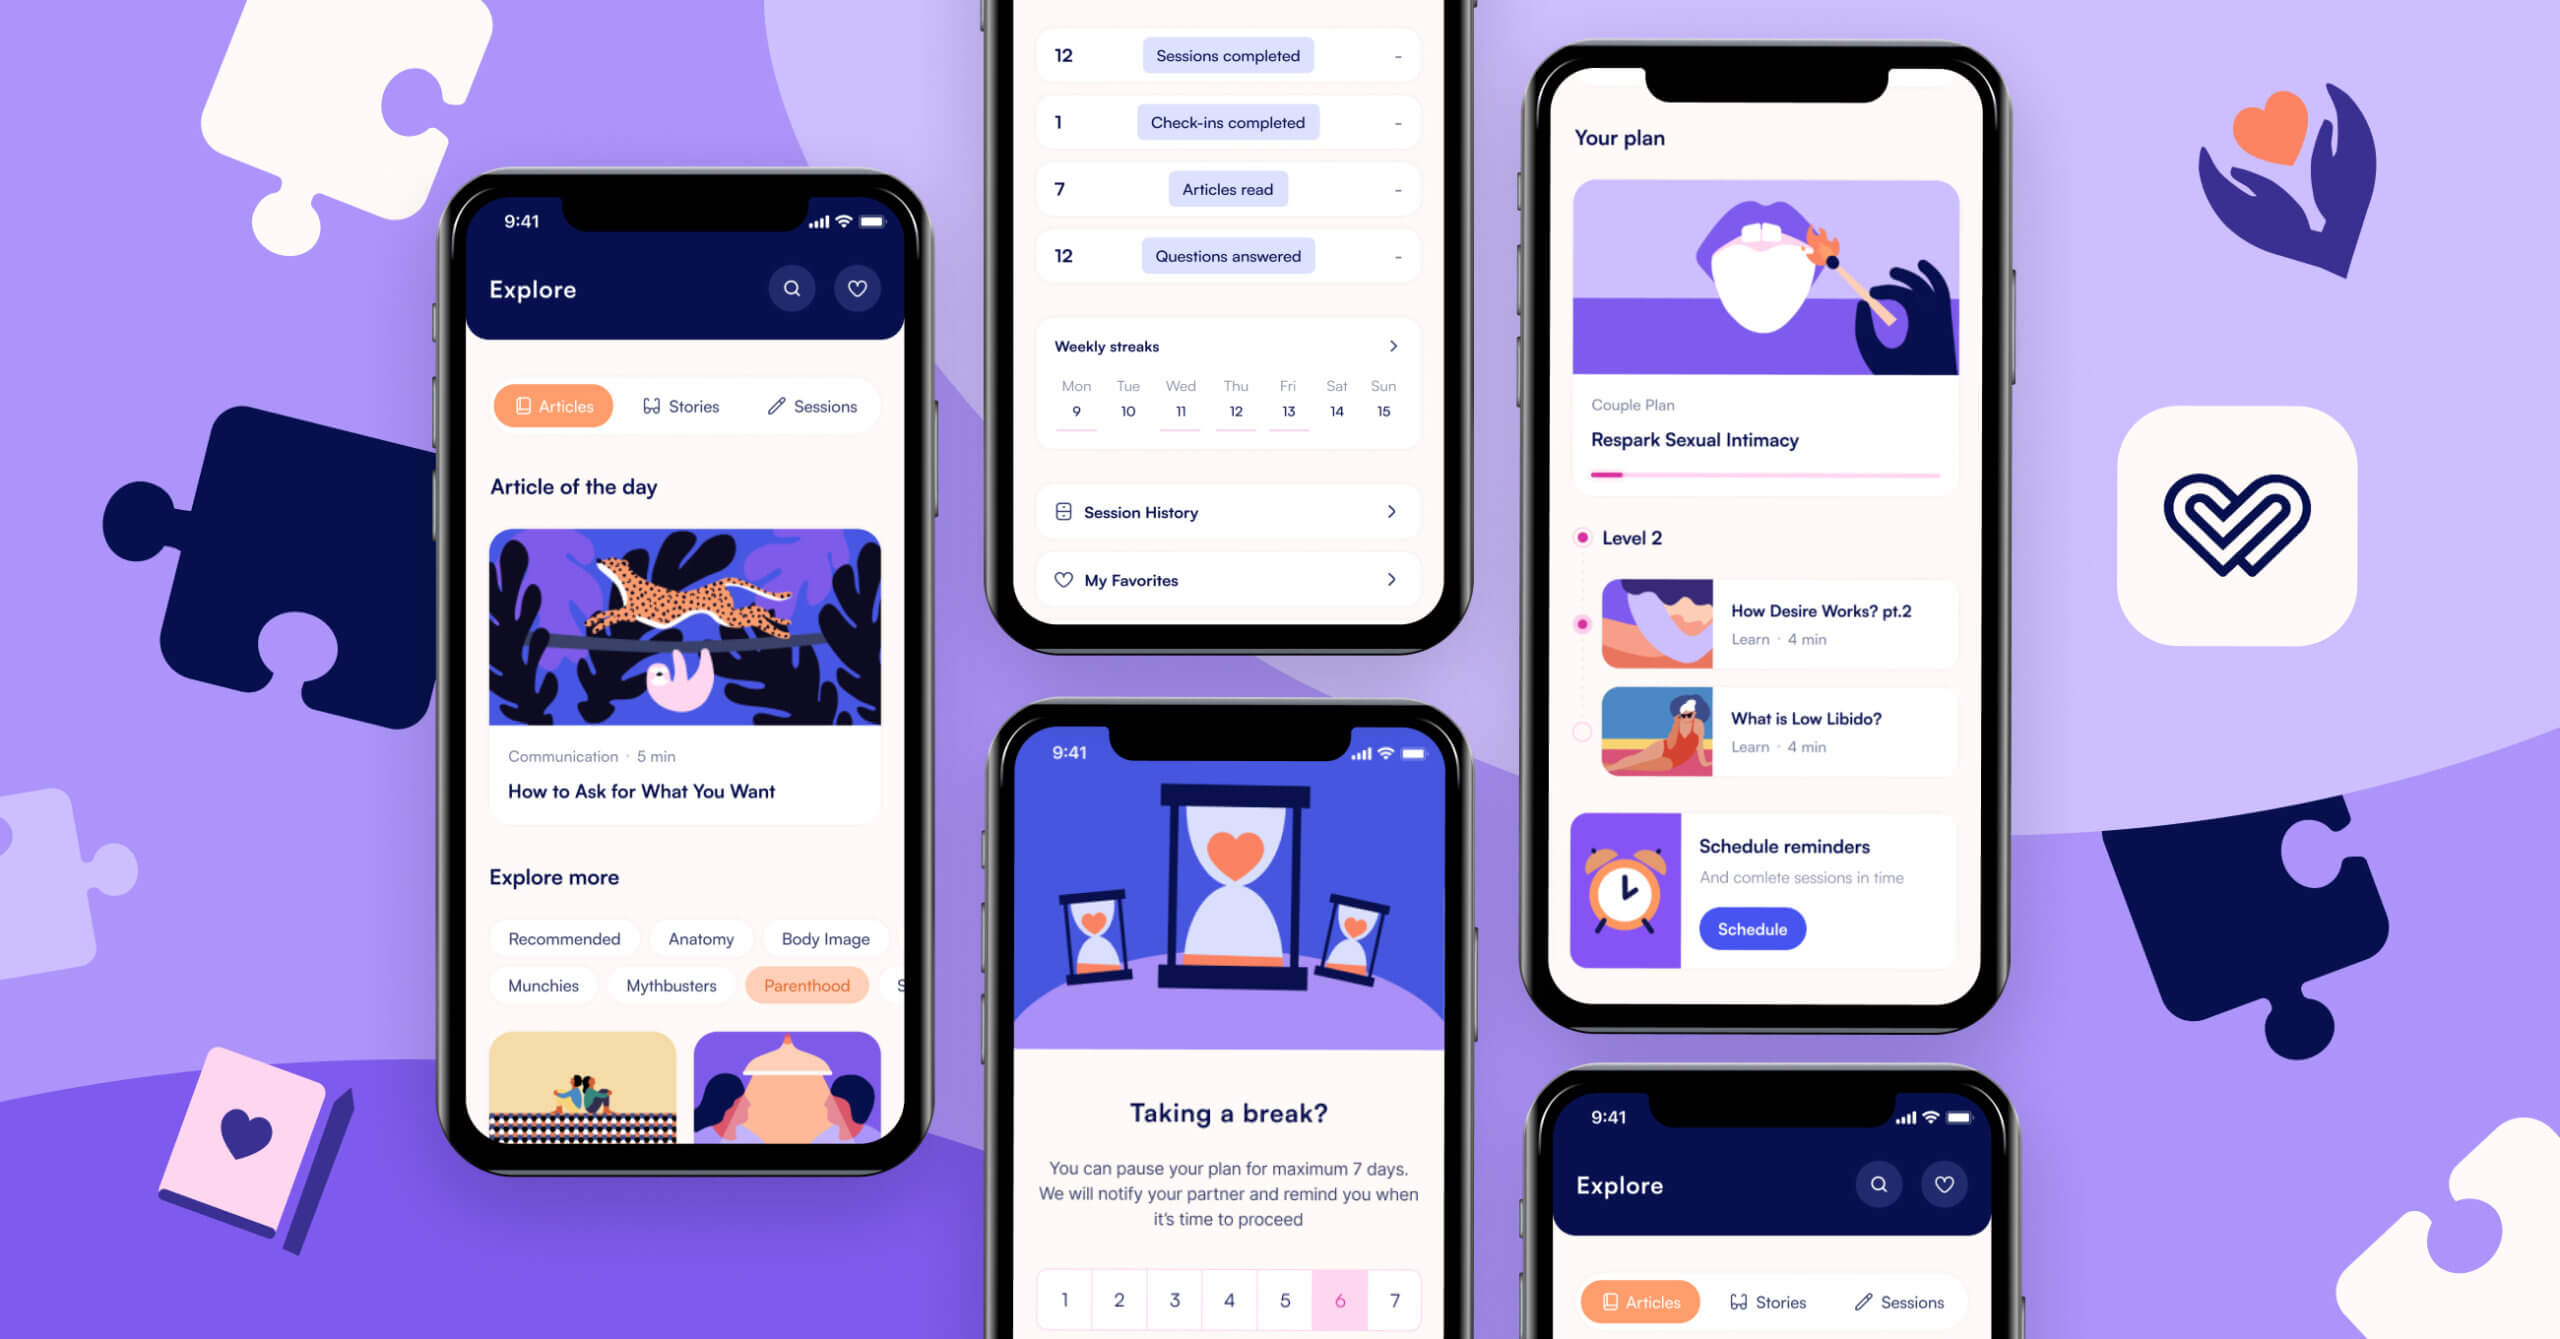 9:41
Explore
Articles
Stories
Sessions
Article of the day
Communication · 5 min
How to Ask for What You Want
Explore more
Recommended
Anatomy
Body Image
Munchies
Mythbusters
Parenthood
S
12
Sessions completed
-
1
Check-ins completed
-
7
Articles read
-
12
Questions answered
-
Weekly streaks
Mon Tue Wed Thu Fri Sat Sun
9 10 11 12 13 14 15
Session History
My Favorites
9:41
Taking a break?
You can pause your plan for maximum 7 days.
We will notify your partner and remind you when
it's time to proceed
1 2 3 4 5 6 7
Your plan
Couple Plan
Respark Sexual Intimacy
Level 2
How Desire Works? pt.2
Learn · 4 min
What is Low Libido?
Learn · 4 min
Schedule reminders
And comlete sessions in time
Schedule
9:41
Explore
Articles
Stories
Sessions